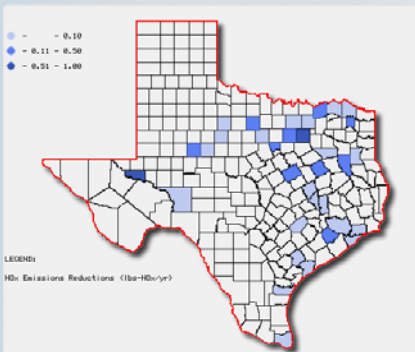 - - 0.10
- 0.11 - 0.50
- 0.51 - 1.00
LEGEND:
NOx Emissions Reductions (lbs-NOx/yr)